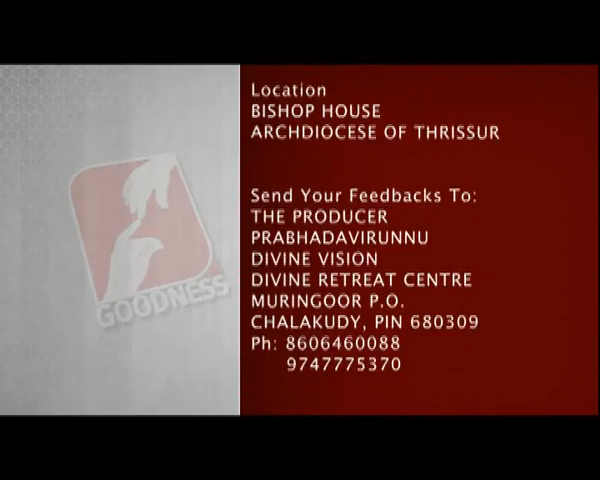 Location
BISHOP HOUSE
ARCHDIOCESE OF THRISSUR
Send Your Feedbacks To:
THE PRODUCER
PRABHADAVIRUNNU
DIVINE VISION
DIVINE RETREAT CENTRE
MURINGOOR P.O.
CHALAKUDY, PIN 680309
Ph: 8606460088
9747775370
GOODNESS